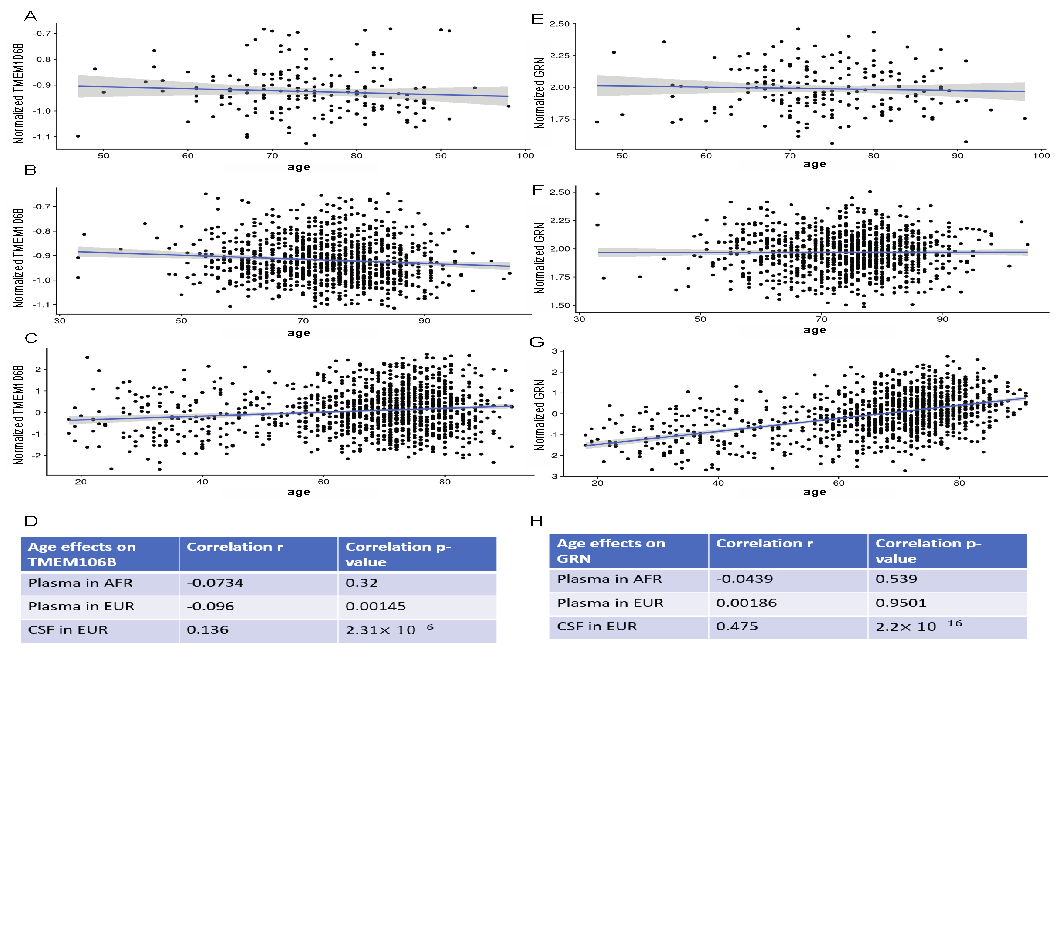 A
Normalized TMEM106B
-0.7
-0.8
-0.9
-1.0
-1.1
50
60
70
80
90
100
age
E
Normalized GRN
2.50
2.25
2.00
1.75
50
60
70
80
90
100
age
B
Normalized TMEM106B
-0.7
-0.8
-0.9
-1.0
-1.1
30
50
70
90
age
F
Normalized GRN
2.50
2.25
2.00
1.75
1.50
30
50
70
90
age
C
Normalized TMEM106B
2
1
0
-1
-2
20
40
60
80
age
G
Normalized GRN
3
2
1
0
-1
-2
3
20
40
60
80
age
D
Age effects on TMEM106B Correlation r Correlation p-value
Plasma in AFR -0.0734 0.32
Plasma in EUR -0.096 0.00145
CSF in EUR 0.136 2.31× 10 ⁻⁶
H
Age effects on GRN Correlation r Correlation p-value
Plasma in AFR -0.0439 0.539
Plasma in EUR 0.00186 0.9501
CSF in EUR 0.475 2.2× 10 ⁻¹⁶